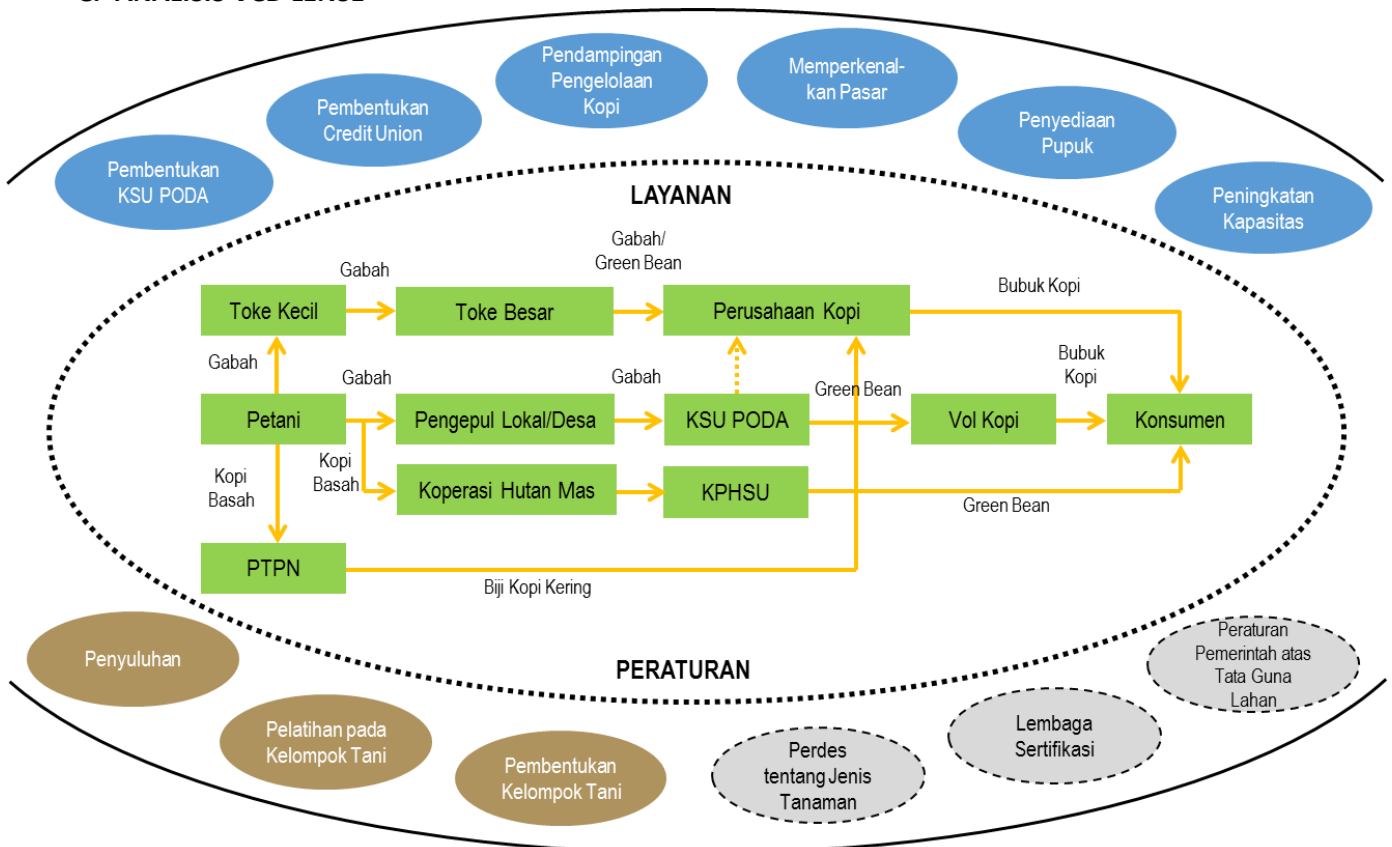 Pendampingan
Pengelolaan
Kopi
Memperkenal-
kan Pasar
Pembentukan
Credit Union
Penyediaan
Pupuk
Pembentukan
KSU PODA
Peningkatan
Kapasitas
LAYANAN
Gabah
Gabah/
Green Bean
Bubuk Kopi
Toke Kecil
Toke Besar
Perusahaan Kopi
Gabah
Gabah
Gabah
Green Bean
Bubuk
Kopi
Petani
Pengepul Lokal/Desa
KSU PODA
Vol Kopi
Konsumen
Kopi
Basah
Kopi
Basah
Koperasi Hutan Mas
KPHSU
Green Bean
PTPN
Biji Kopi Kering
PERATURAN
Penyuluhan
Peraturan
Pemerintah atas
Tata Guna
Lahan
Pelatihan pada
Kelompok Tani
Lembaga
Sertifikasi
Pembentukan
Kelompok Tani
Perdes
tentang Jenis
Tanaman